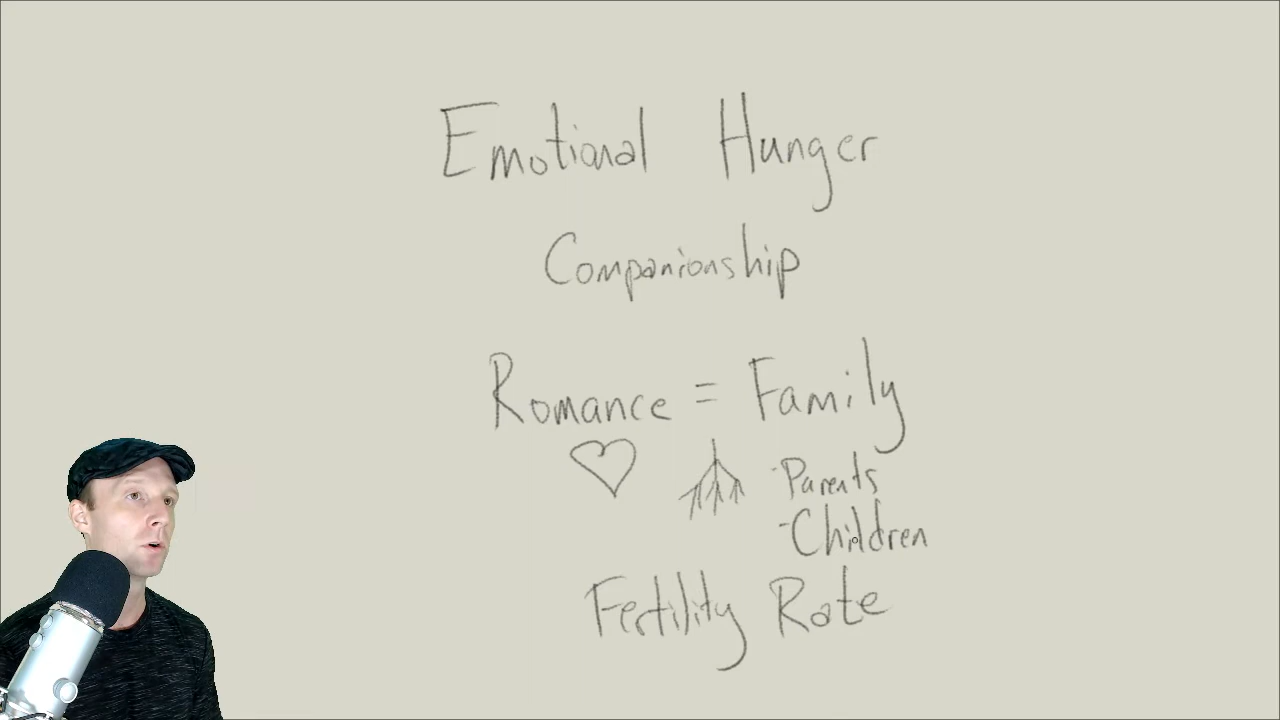 Emotional Hunger
Companionship
Romance = Family
- Parents
- Children
Fertility Rate